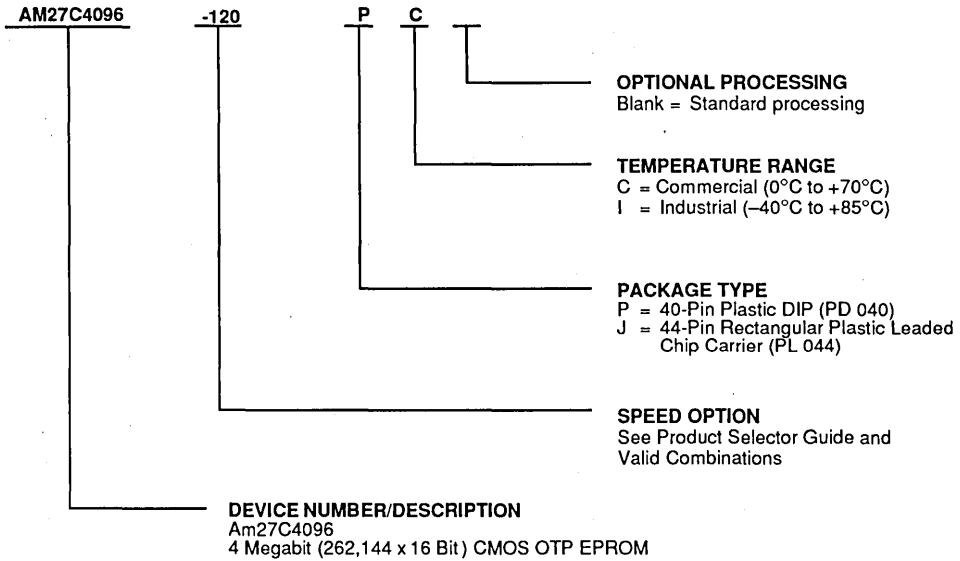 AM27C4096 -120 P C
OPTIONAL PROCESSING
Blank = Standard processing
TEMPERATURE RANGE
C = Commercial (0°C to +70°C)
I = Industrial (–40°C to +85°C)
PACKAGE TYPE
P = 40-Pin Plastic DIP (PD 040)
J = 44-Pin Rectangular Plastic Leaded
Chip Carrier (PL 044)
SPEED OPTION
See Product Selector Guide and
Valid Combinations
DEVICE NUMBER/DESCRIPTION
Am27C4096
4 Megabit (262,144 x 16 Bit) CMOS OTP EPROM